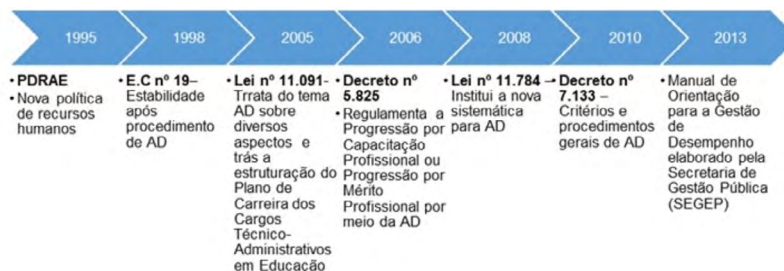 1995
1998
2005
2006
2008
2010
2013
• PDRAE
• Nova política
de recursos
humanos
• E.C nº 19–
Estabilidade
após
procedimento
de AD
• Lei nº 11.091-
Trrata do tema
AD sobre
diversos
aspectos e
trás a
estruturação do
Plano de
Carreira dos
Cargos
Técnico-
Administrativos
em Educação
• Decreto nº
5.825
• Regulamenta a
Progressão por
Capacitação
Profissional ou
Progressão por
Mérito
Profissional por
meio da AD
• Lei nº 11.784 –
Institui a nova
sistemática
para AD
• Decreto nº
7.133 –
Critérios e
procedimentos
gerais de AD
• Manual de
Orientação
para a Gestão
de
Desempenho
elaborado pela
Secretaria de
Gestão Pública
(SEGEP)